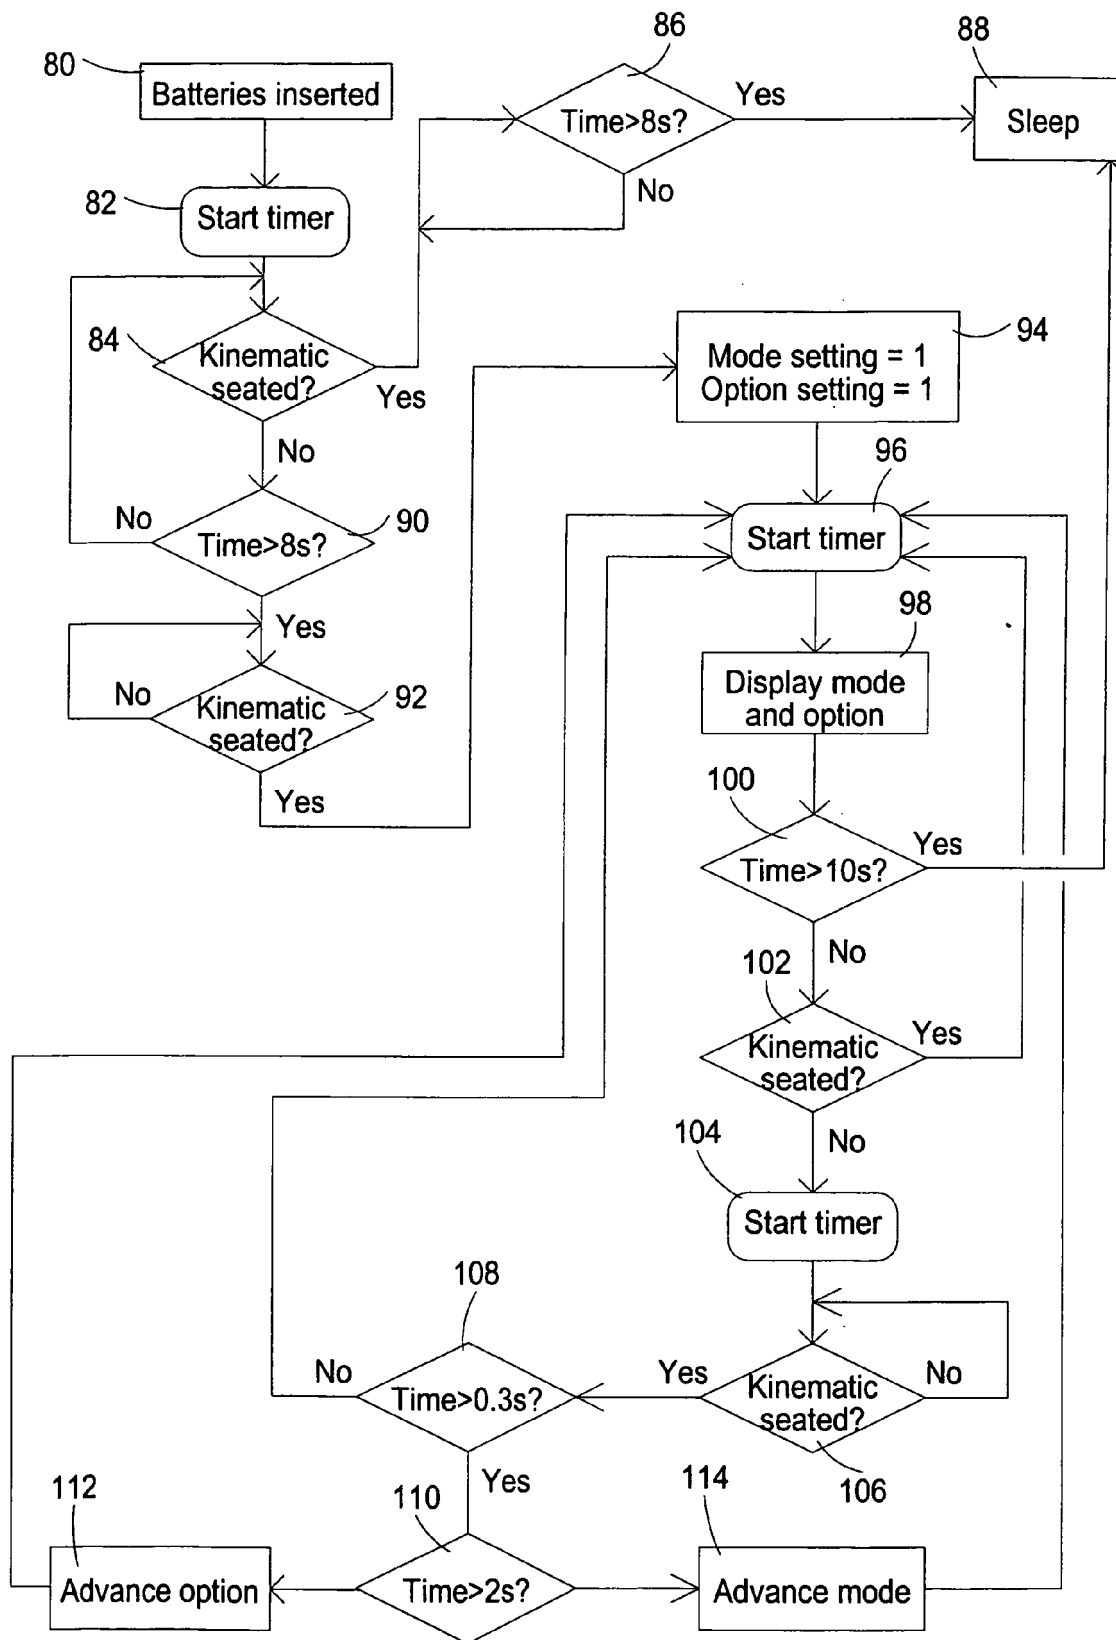 80
Batteries inserted
82
Start timer
84
Kinematic
seated?
Yes
No
86
Time>8s?
Yes
No
88
Sleep
90
Time>8s?
No
Yes
92
Kinematic
seated?
No
Yes
94
Mode setting = 1
Option setting = 1
96
Start timer
98
Display mode
and option
100
Time>10s?
Yes
No
102
Kinematic
seated?
Yes
No
104
Start timer
106
Kinematic
seated?
Yes
No
108
Time>0.3s?
No
Yes
110
Time>2s?
112
Advance option
114
Advance mode